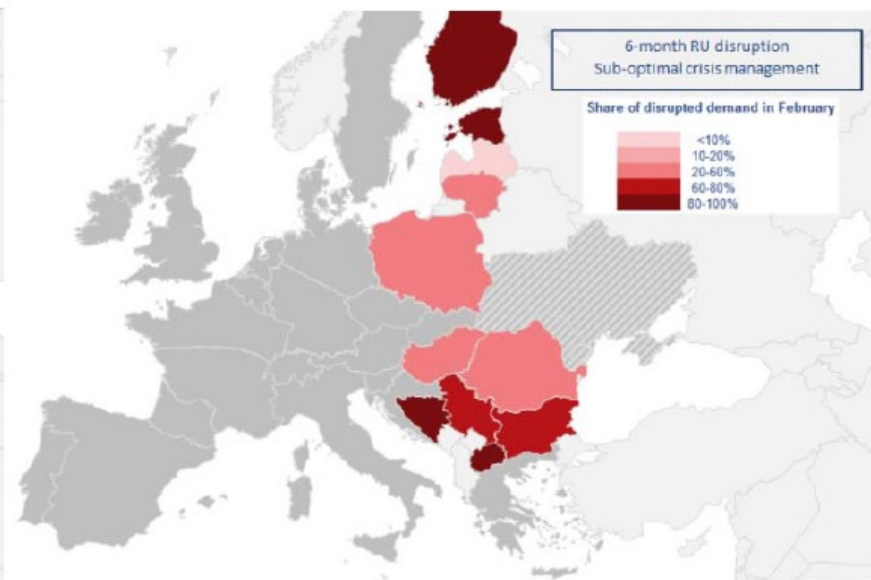 6-month RU disruption
Sub-optimal crisis management
Share of disrupted demand in February
<10%
10-20%
20-60%
60-80%
80-100%